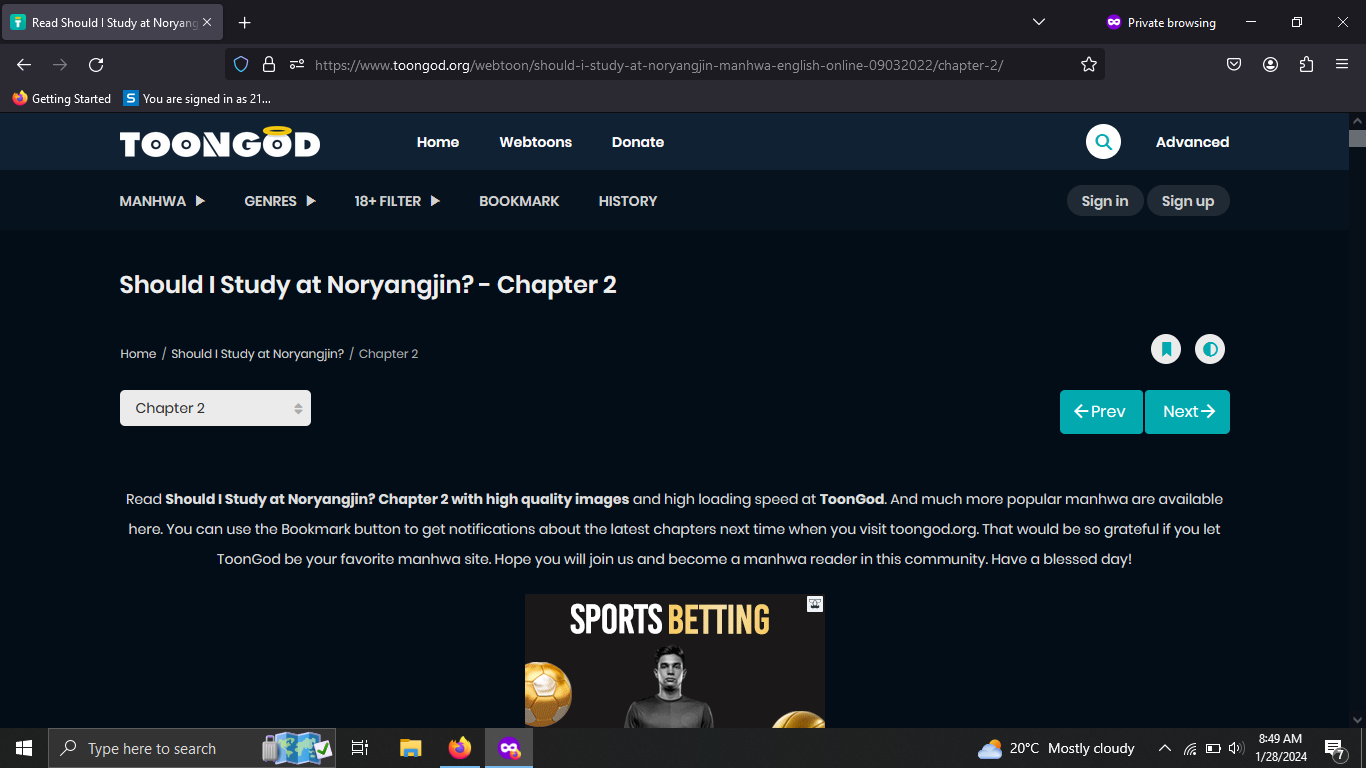 Read Should I Study at Noryang
Private browsing
https://www.toongod.org/webtoon/should-i-study-at-noryangjin-manhwa-english-online-09032022/chapter-2/
Getting Started
S You are signed in as 21...
TOONGOD
Home Webtoons Donate
Advanced
MANHWA GENRES 18+ FILTER BOOKMARK HISTORY
Sign in Sign up
Should I Study at Noryangjin? - Chapter 2
Home / Should I Study at Noryangjin? / Chapter 2
Chapter 2
Prev Next
Read Should I Study at Noryangjin? Chapter 2 with high quality images and high loading speed at ToonGod. And much more popular manhwa are available
here. You can use the Bookmark button to get notifications about the latest chapters next time when you visit toongod.org. That would be so grateful if you let
ToonGod be your favorite manhwa site. Hope you will join us and become a manhwa reader in this community. Have a blessed day!
SPORTS BETTING
Type here to search
20°C Mostly cloudy
8:49 AM
1/28/2024
7